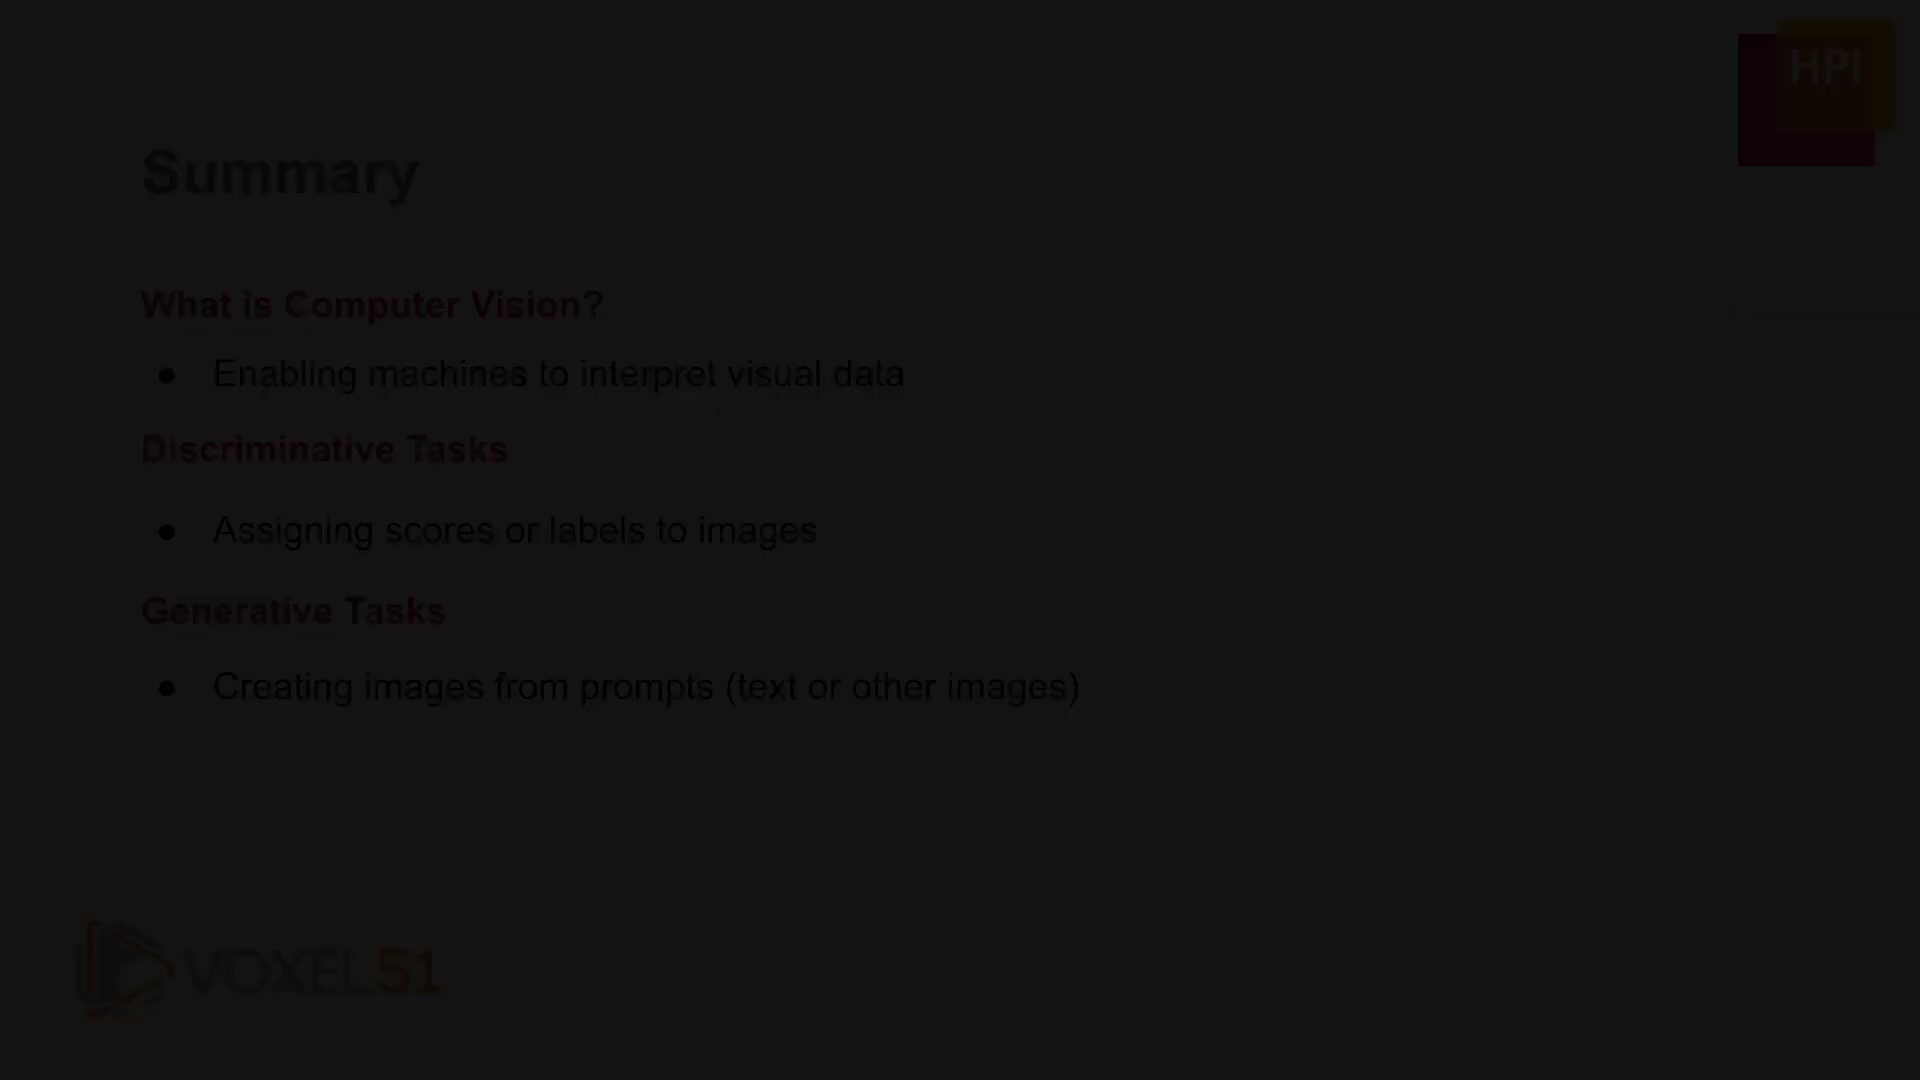 HPI
Summary
What is Computer Vision?
● Enabling machines to interpret visual data
Discriminative Tasks
● Assigning scores or labels to images
Generative Tasks
● Creating images from prompts (text or other images)
VOXEL51